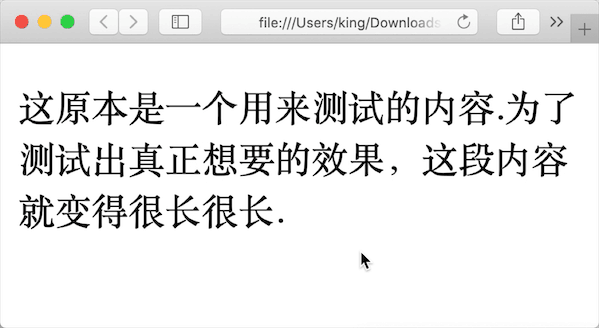 file:///Users/king/Downloads
这原本是一个用来测试的内容.为了
测试出真正想要的效果，这段内容
就变得很长很长.